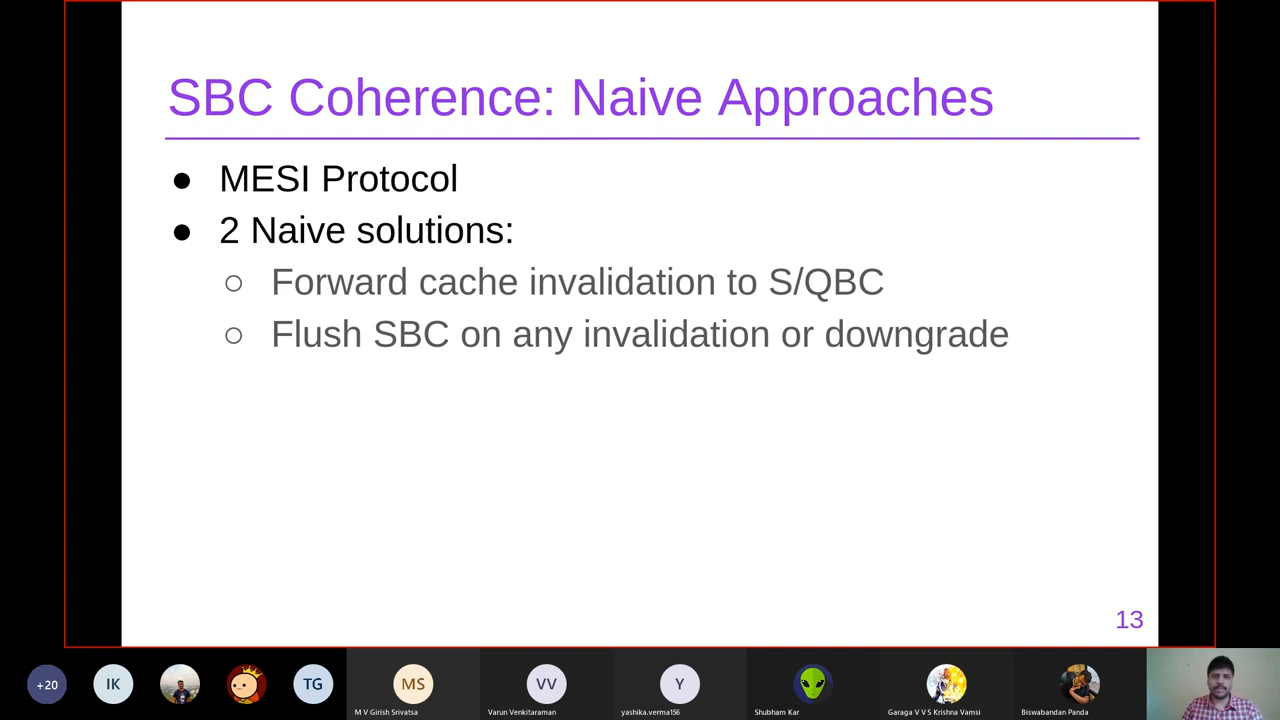 SBC Coherence: Naive Approaches
● MESI Protocol
● 2 Naive solutions:
○ Forward cache invalidation to S/QBC
○ Flush SBC on any invalidation or downgrade
13
+20
IK
TG
MS
VV
Y
M V Girish Srivatsa
Varun Venkitaraman
yashika.verma156
Shubham Kar
Garaga V V S Krishna Vamsi
Biswabandan Panda